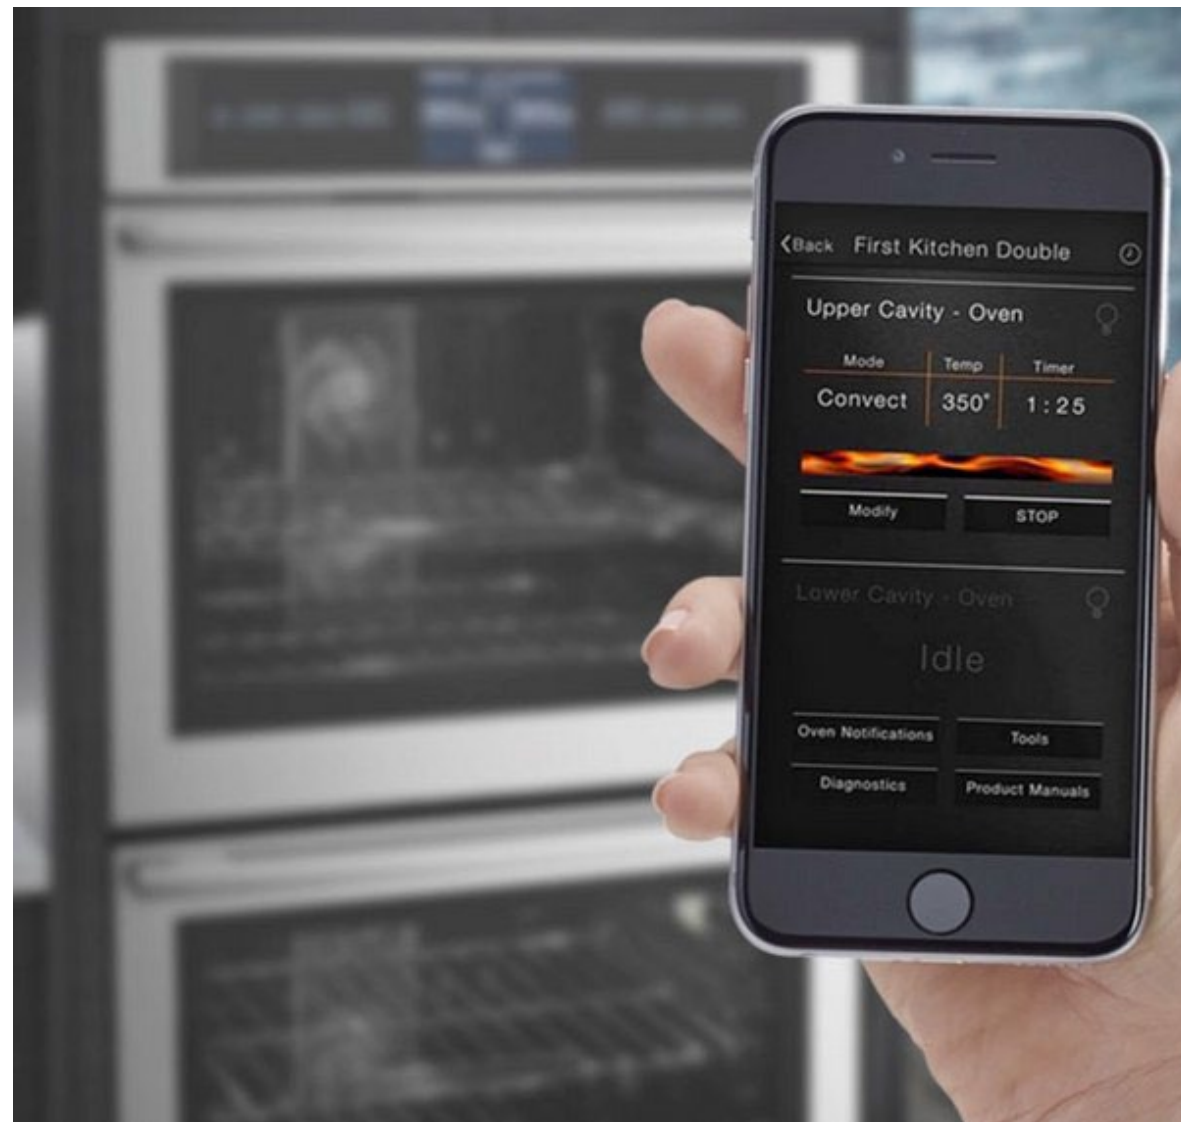 Back First Kitchen Double
Upper Cavity - Oven
Mode Temp Timer
Convect 350° 1:25
Modify STOP
Lower Cavity - Oven
Idle
Oven Notifications Tools
Diagnostics Product Manuals